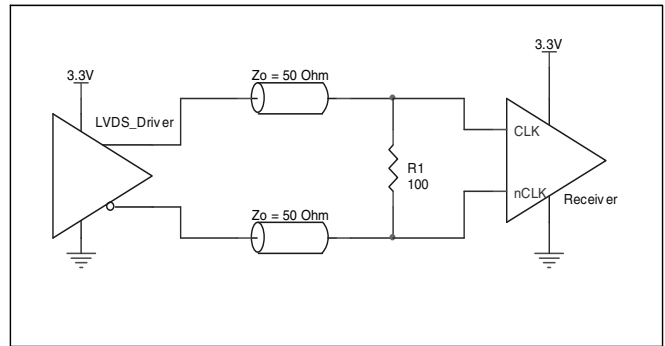 3.3V
3.3V
Zo = 50 Ohm
LVDS_Driver
CLK
R1
100
nCLK
Receiver
Zo = 50 Ohm